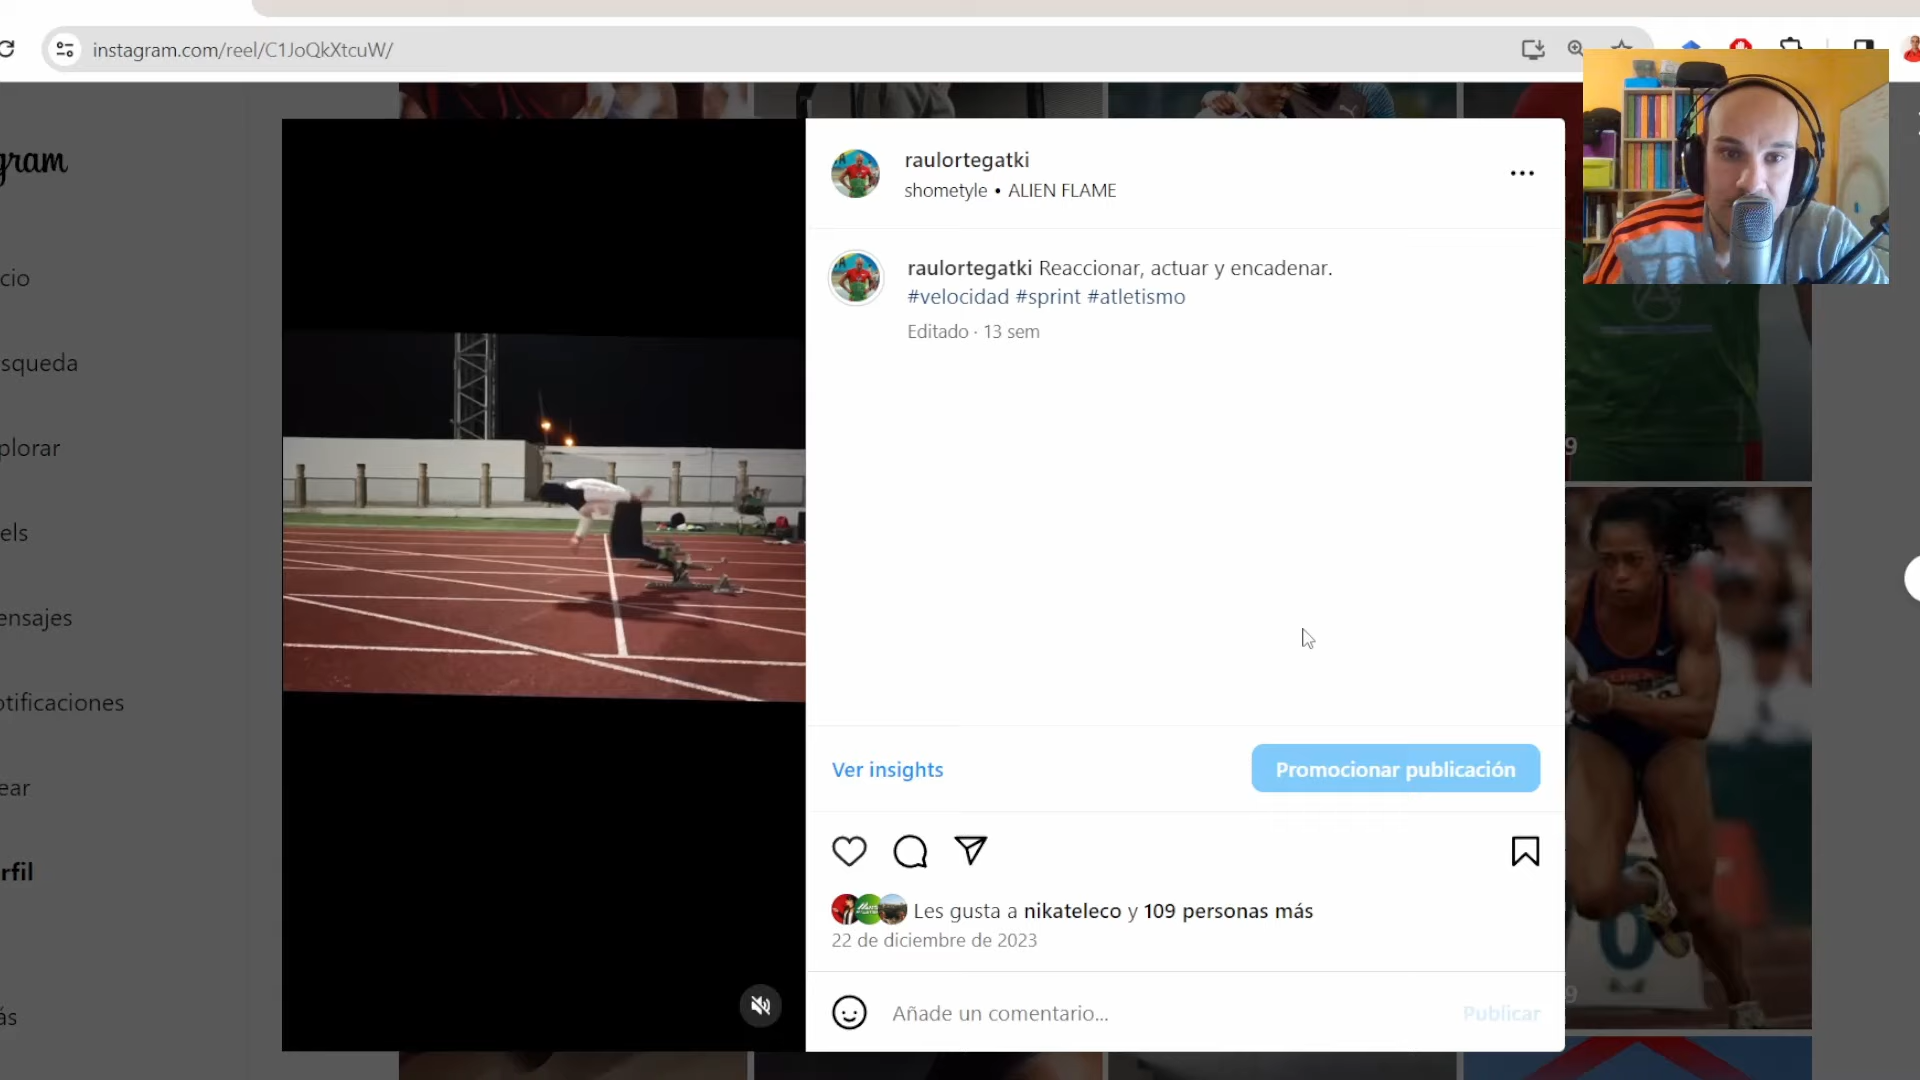 instagram.com/reel/C1JoQkXtcuW/
gram
cio
squeda
plorar
els
ensajes
otificaciones
ear
rfil
ás
raulortegatki
shometyle • ALIEN FLAME
raulortegatki Reaccionar, actuar y encadenar.
#velocidad #sprint #atletismo
Editado · 13 sem
Ver insights
Promocionar publicación
Les gusta a nikateleco y 109 personas más
22 de diciembre de 2023
Añade un comentario...
Publicar
9
9